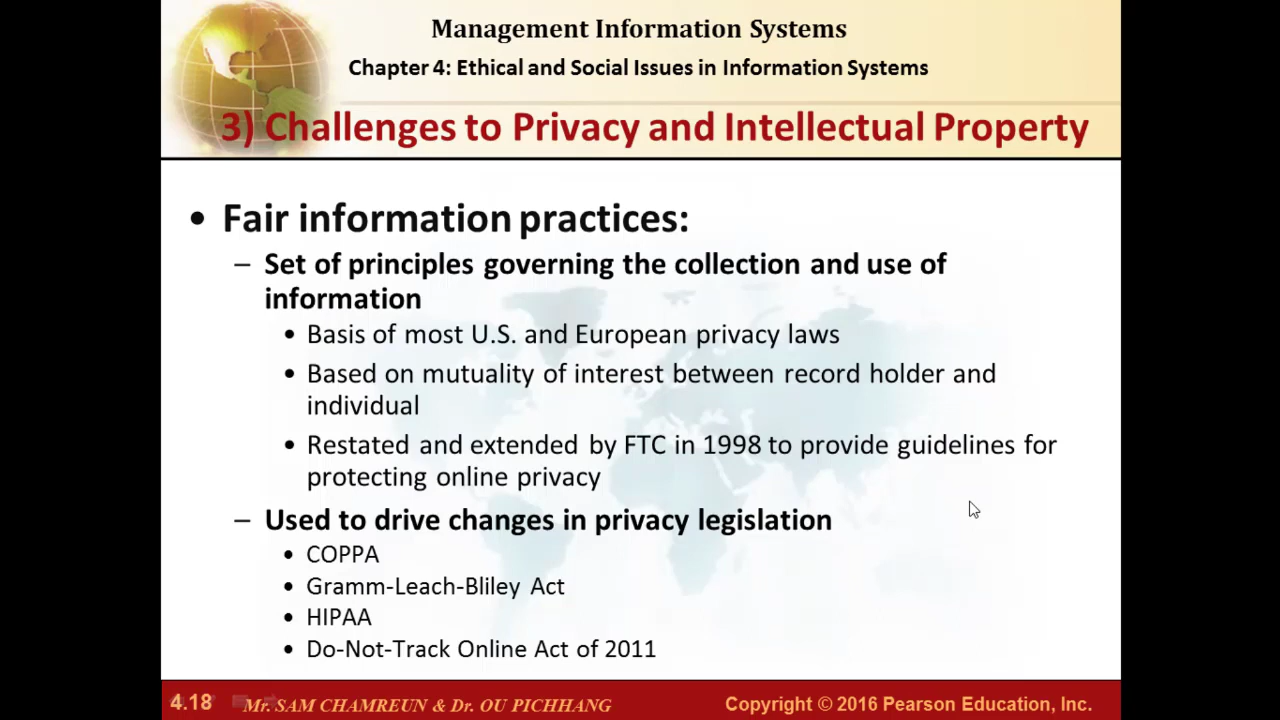 Management Information Systems
Chapter 4: Ethical and Social Issues in Information Systems
3) Challenges to Privacy and Intellectual Property
• Fair information practices:
– Set of principles governing the collection and use of
information
• Basis of most U.S. and European privacy laws
• Based on mutuality of interest between record holder and
individual
• Restated and extended by FTC in 1998 to provide guidelines for
protecting online privacy
– Used to drive changes in privacy legislation
• COPPA
• Gramm-Leach-Bliley Act
• HIPAA
• Do-Not-Track Online Act of 2011
4.18 Mr. SAM CHAMREUN & Dr. OU PICHHANG Copyright © 2016 Pearson Education, Inc.